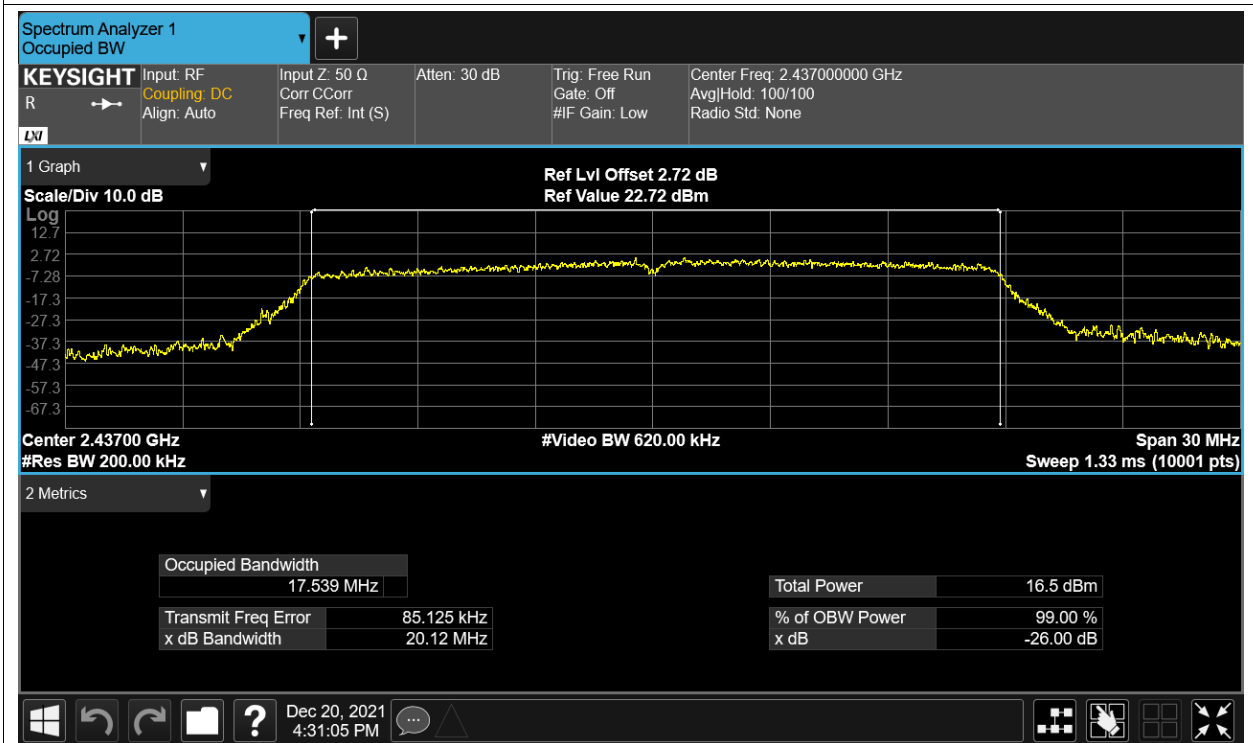 Spectrum Analyzer 1
Occupied BW
KEYSIGHT
R
LXI
Input: RF
Coupling: DC
Align: Auto
Input Z: 50 Ω
Corr CCorr
Freq Ref: Int (S)
Atten: 30 dB
Trig: Free Run
Gate: Off
#IF Gain: Low
Center Freq: 2.437000000 GHz
Avg|Hold: 100/100
Radio Std: None
1 Graph
Ref Lvl Offset 2.72 dB
Scale/Div 10.0 dB
Ref Value 22.72 dBm
Log
12.7
2.72
-7.28
-17.3
-27.3
-37.3
-47.3
-57.3
-67.3
Center 2.43700 GHz
#Video BW 620.00 kHz
Span 30 MHz
#Res BW 200.00 kHz
Sweep 1.33 ms (10001 pts)
2 Metrics
Occupied Bandwidth
17.539 MHz
Total Power 16.5 dBm
Transmit Freq Error 85.125 kHz
% of OBW Power 99.00 %
x dB Bandwidth 20.12 MHz
x dB -26.00 dB
?
Dec 20, 2021
4:31:05 PM